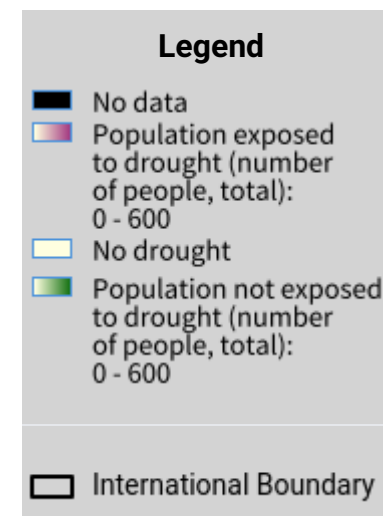 Legend
No data
Population exposed
to drought (number
of people, total):
0 - 600
No drought
Population not exposed
to drought (number
of people, total):
0 - 600
International Boundary